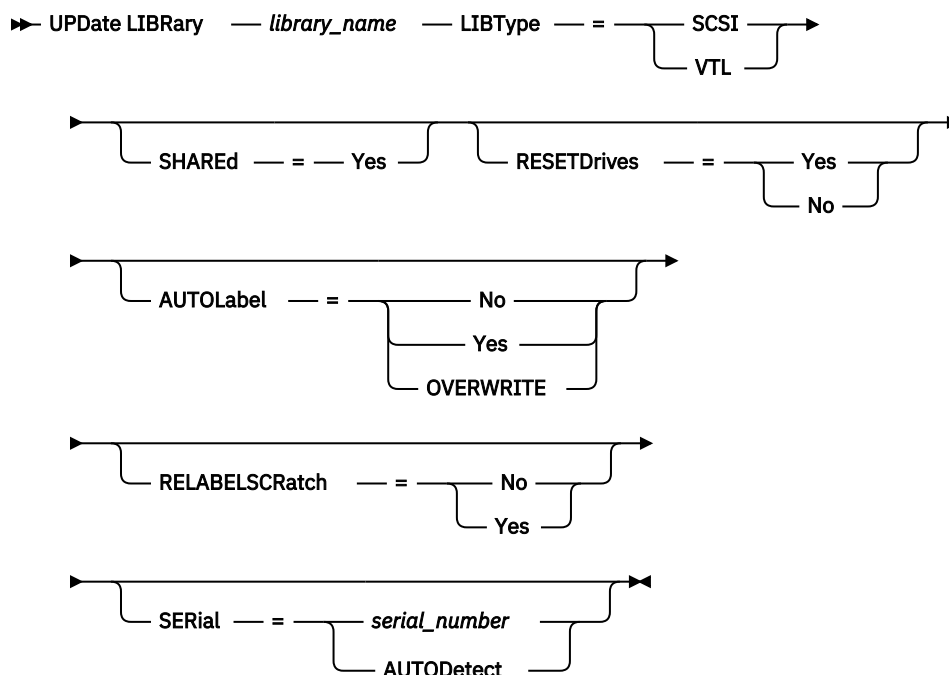 UPDate LIBRary library_name LIBType = SCSI
VTL
SHAREd = Yes RESETDrives = Yes
No
AUTOLabel = No
Yes
OVERWRITE
RELABELSCRatch = No
Yes
SERial = serial_number
AUTODetect